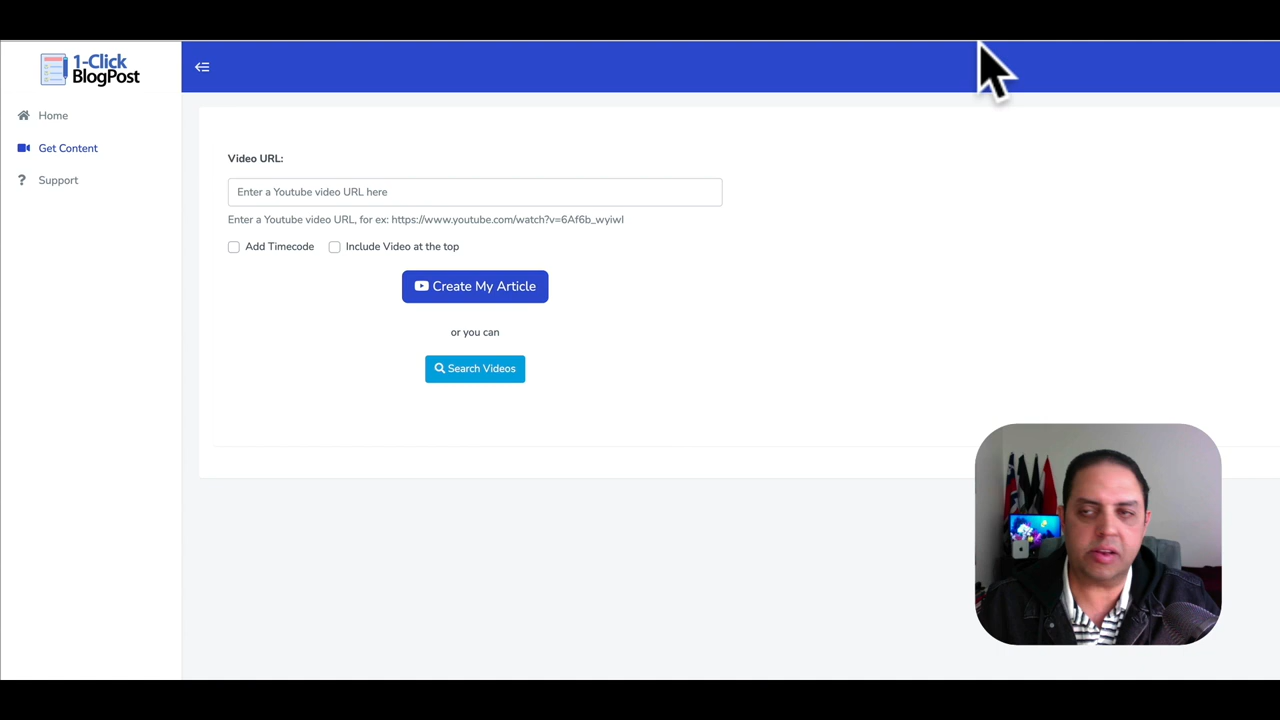 1-Click
BlogPost
Home
Get Content
? Support
Video URL:
Enter a Youtube video URL here
Enter a Youtube video URL, for ex: https://www.youtube.com/watch?v=6Af6b_wyiwI
Add Timecode
Include Video at the top
Create My Article
or you can
Search Videos